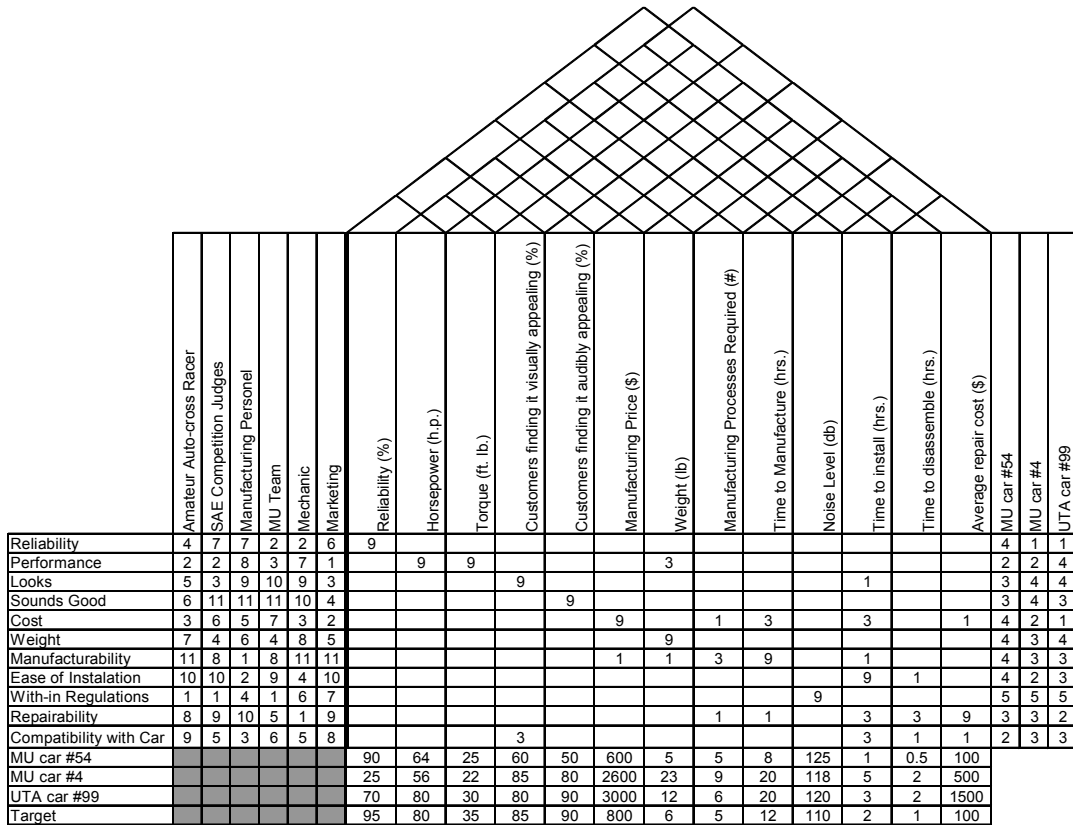 Amateur Auto-cross Racer
SAE Competition Judges
Manufacturing Personel
MU Team
Mechanic
Marketing
Reliability (%)
Horsepower (h.p.)
Torque (ft. lb.)
Customers finding it visually appealing (%)
Customers finding it audibly appealing (%)
Manufacturing Price ($)
Weight (lb)
Manufacturing Processes Required (#)
Time to Manufacture (hrs.)
Noise Level (db)
Time to install (hrs.)
Time to disassemble (hrs.)
Average repair cost ($)
MU car #54
MU car #4
UTA car #99
Reliability 4 7 7 2 2 6 9 4 1 1
Performance 2 2 8 3 7 1 9 9 3 2 2 4
Looks 5 3 9 10 9 3 9 1 3 4 4
Sounds Good 6 11 11 11 10 4 9 3 4 3
Cost 3 6 5 7 3 2 9 1 3 3 1 4 2 1
Weight 7 4 6 4 8 5 9 4 3 4
Manufacturability 11 8 1 8 11 11 1 1 3 9 1 4 3 3
Ease of Instalation 10 10 2 9 4 10 9 1 4 2 3
With-in Regulations 1 1 4 1 6 7 9 5 5 5
Repairability 8 9 10 5 1 9 1 1 3 3 9 3 3 2
Compatibility with Car 9 5 3 6 5 8 3 3 1 1 2 3 3
MU car #54 90 64 25 60 50 600 5 5 8 125 1 0.5 100
MU car #4 25 56 22 85 80 2600 23 9 20 118 5 2 500
UTA car #99 70 80 30 80 90 3000 12 6 20 120 3 2 1500
Target 95 80 35 85 90 800 6 5 12 110 2 1 100